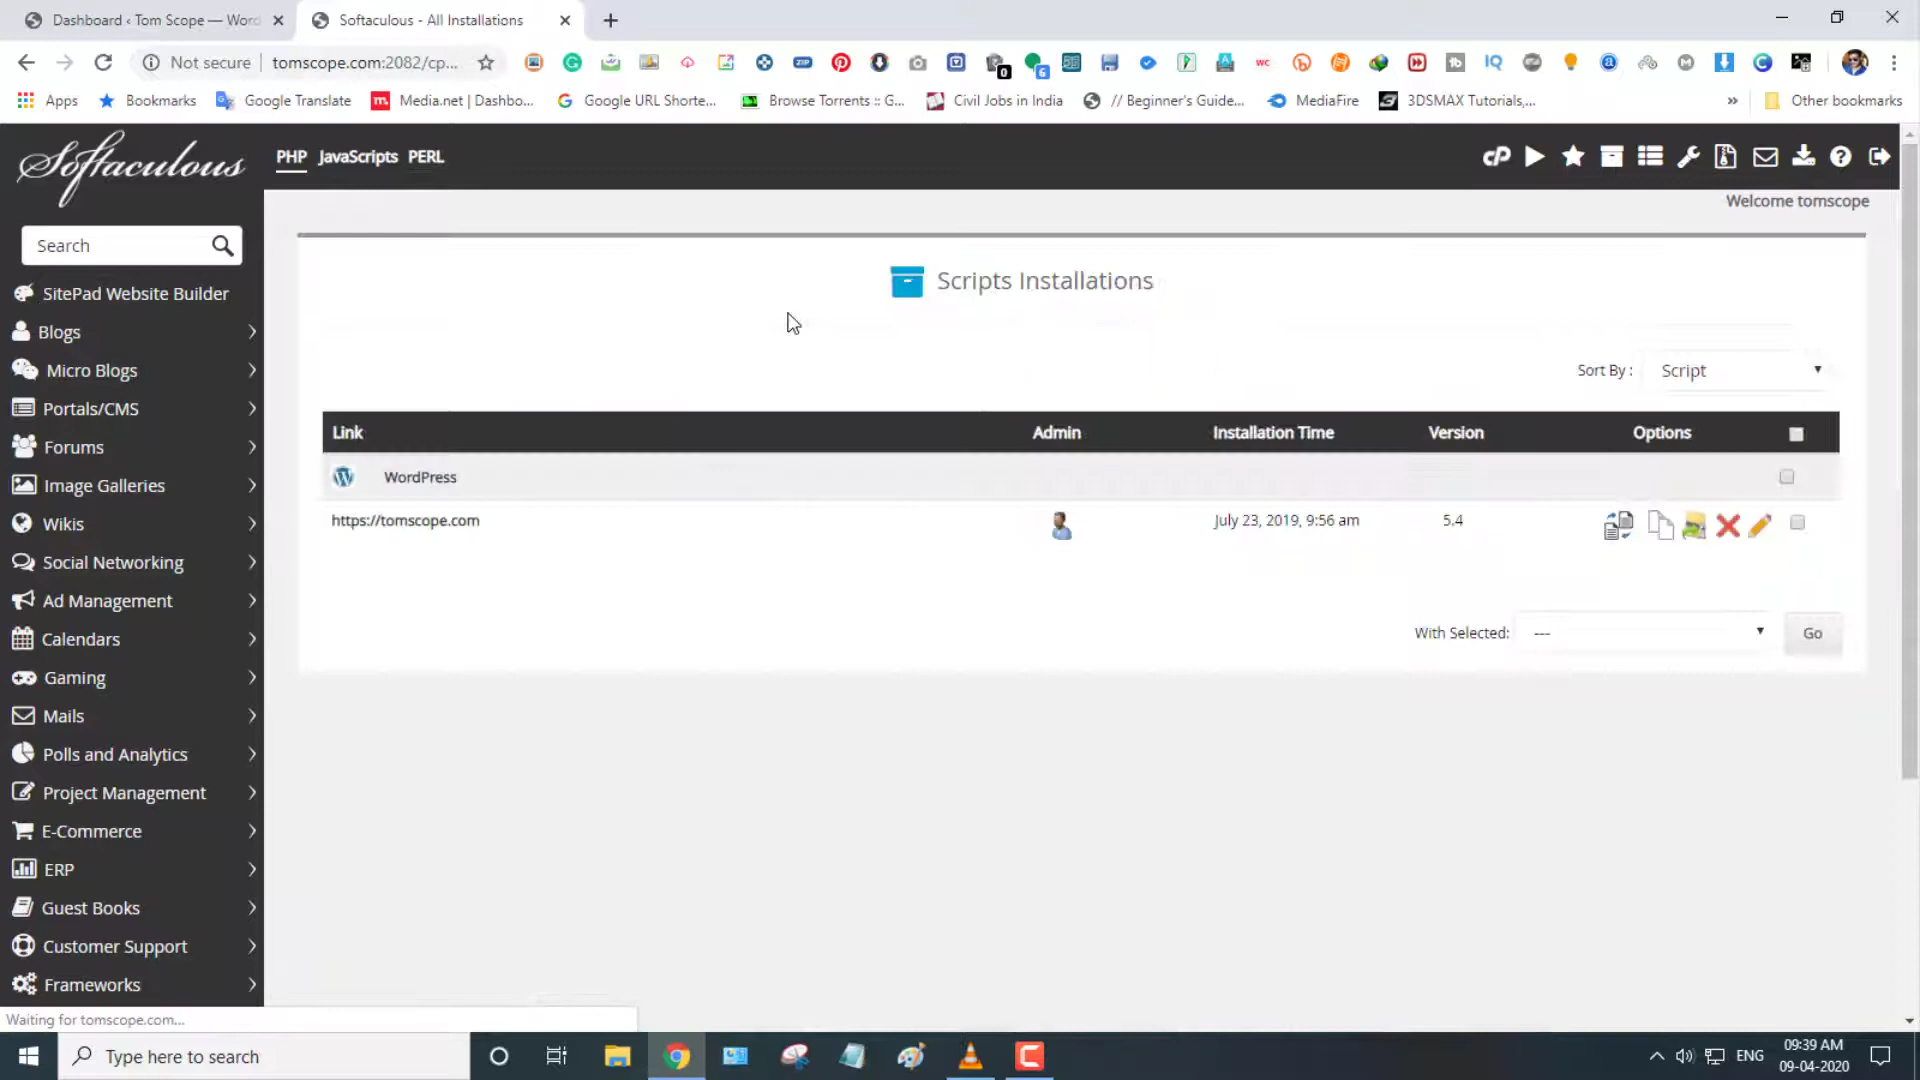 Dashboard ‹ Tom Scope — Word
Softaculous - All Installations
Not secure | tomscope.com:2082/cp...
ZIP
0
6
WC
IQ
Apps
Bookmarks
Google Translate
m. Media.net | Dashbo...
Google URL Shorte...
Browse Torrents :: G...
Civil Jobs in India
// Beginner's Guide...
MediaFire
3DSMAX Tutorials,...
»
Other bookmarks
Softaculous
PHP JavaScripts PERL
cP
Welcome tomscope
Search
SitePad Website Builder
Blogs
Micro Blogs
Portals/CMS
Forums
Image Galleries
Wikis
Social Networking
Ad Management
Calendars
Gaming
Mails
Polls and Analytics
Project Management
E-Commerce
ERP
Guest Books
Customer Support
Frameworks
Scripts Installations
Sort By : Script
Link Admin Installation Time Version Options
WordPress
https://tomscope.com July 23, 2019, 9:56 am 5.4
With Selected: --- Go
Waiting for tomscope.com...
Type here to search
ENG
09:39 AM
09-04-2020